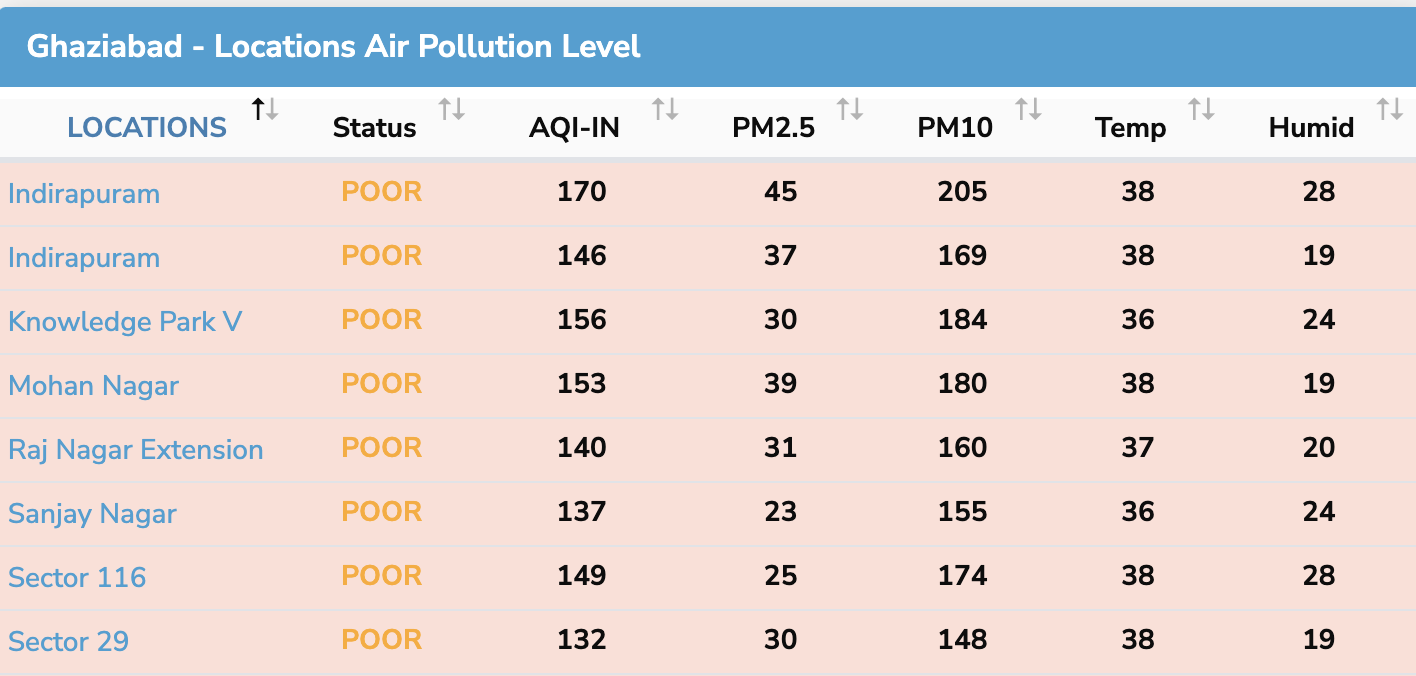 Ghaziabad - Locations Air Pollution Level
LOCATIONS Status AQI-IN PM2.5 PM10 Temp Humid
Indirapuram POOR 170 45 205 38 28
Indirapuram POOR 146 37 169 38 19
Knowledge Park V POOR 156 30 184 36 24
Mohan Nagar POOR 153 39 180 38 19
Raj Nagar Extension POOR 140 31 160 37 20
Sanjay Nagar POOR 137 23 155 36 24
Sector 116 POOR 149 25 174 38 28
Sector 29 POOR 132 30 148 38 19